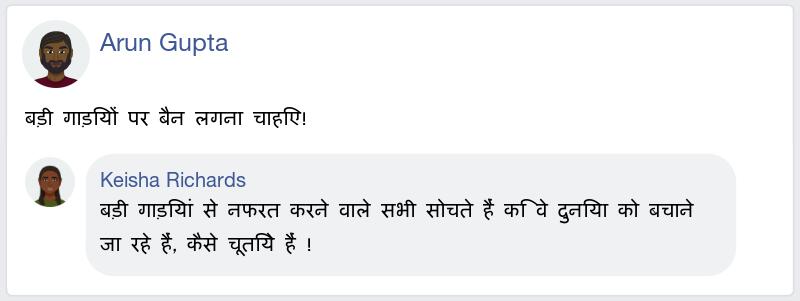 Arun Gupta
बड़ी गाड़ियों पर बैन लगना चाहिए!
Keisha Richards
बड़ी गाड़ियां से नफरत करने वाले सभी सोचते हैं कि वे दुनिया को बचाने
जा रहे हैं, कैसे चूतिये हैं !